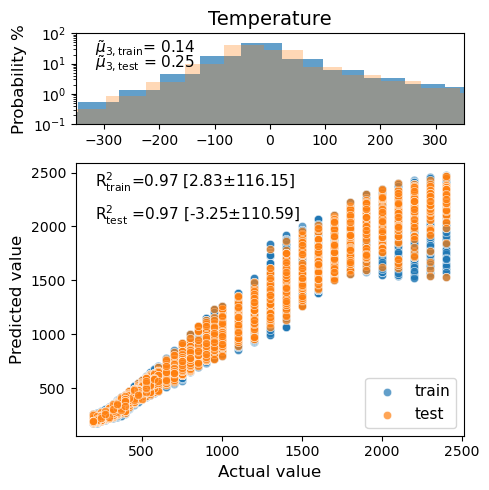 Temperature
Probability %
10²
10¹
10⁰
10⁻¹
μ̃₃,train= 0.14
μ̃₃,test = 0.25
−300 −200 −100 0 100 200 300
Predicted value
2500
2000
1500
1000
500
R²train=0.97 [2.83±116.15]
R²test =0.97 [-3.25±110.59]
train
test
500 1000 1500 2000 2500
Actual value